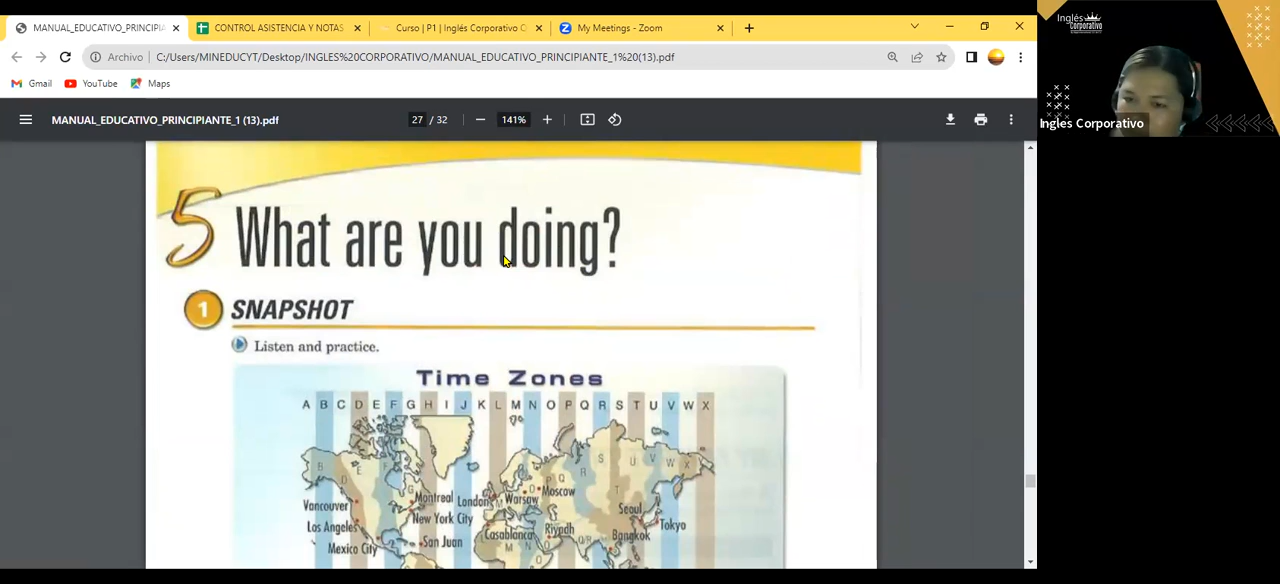 MANUAL_EDUCATIVO_PRINCIPIA
CONTROL ASISTENCIA Y NOTAS
Curso | P1 | Inglés Corporativo O
My Meetings - Zoom
Archivo
C:/Users/MINEDUCYT/Desktop/INGLES%20CORPORATIVO/MANUAL_EDUCATIVO_PRINCIPIANTE_1%20(13).pdf
Gmail
YouTube
Maps
MANUAL_EDUCATIVO_PRINCIPIANTE_1 (13).pdf
27 / 32
141%
Inglés
Corporativo
Ingles Corporativo
5 What are you doing?
1 SNAPSHOT
Listen and practice.
Time Zones
A B C D E F G H I J K L M N O P Q R S T U V W X
Vancouver
Montreal
London
Warsaw
Moscow
Seoul
Los Angeles
New York City
Casablanca
Riyadh
Tokyo
Mexico City
San Juan
Bangkok